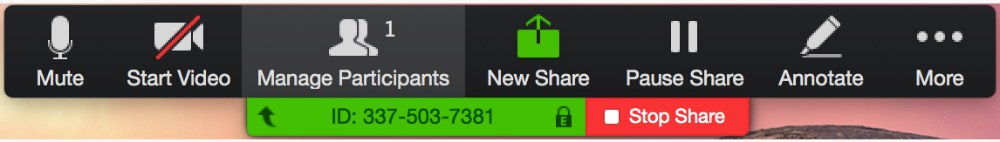 1
Mute Start Video Manage Participants New Share Pause Share Annotate More
ID: 337-503-7381 E Stop Share